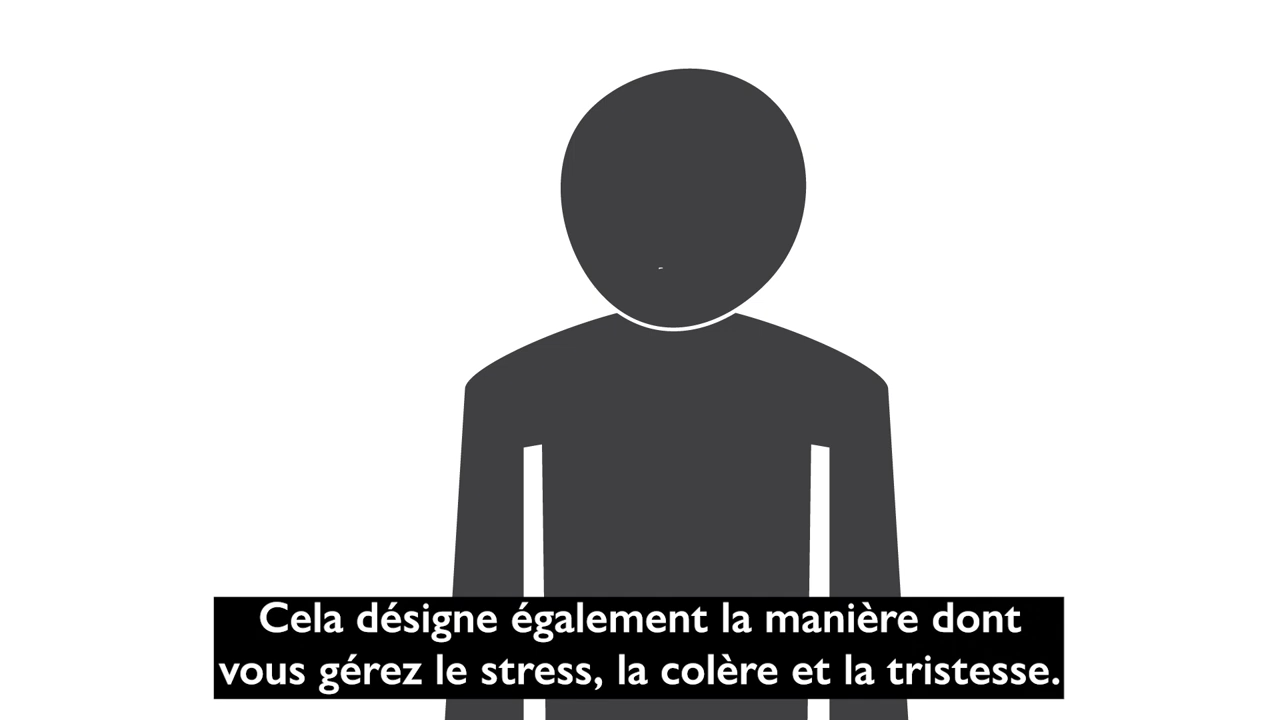 Cela désigne également la manière dont
vous gérez le stress, la colère et la tristesse.